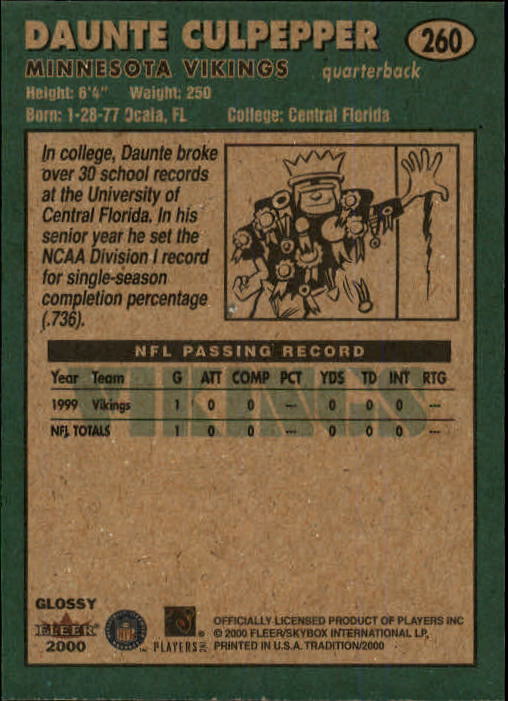 DAUNTE CULPEPPER 260
MINNESOTA VIKINGS quarterback
Height: 6'4" Weight: 250
Born: 1-28-77 Ocala, FL College: Central Florida
In college, Daunte broke
over 30 school records
at the University of
Central Florida. In his
senior year he set the
NCAA Division I record
for single-season
completion percentage
(.736).
NFL PASSING RECORD
VIKINGS
Year Team G ATT COMP PCT YDS TD INT RTG
1999 Vikings 1 0 0 --- 0 0 0 ---
NFL TOTALS 1 0 0 --- 0 0 0 ---
GLOSSY
FLEER
2000
NFL
PLAYERS INC
OFFICIALLY LICENSED PRODUCT OF PLAYERS INC
© 2000 FLEER/SKYBOX INTERNATIONAL LP,
PRINTED IN U.S.A. TRADITION/2000